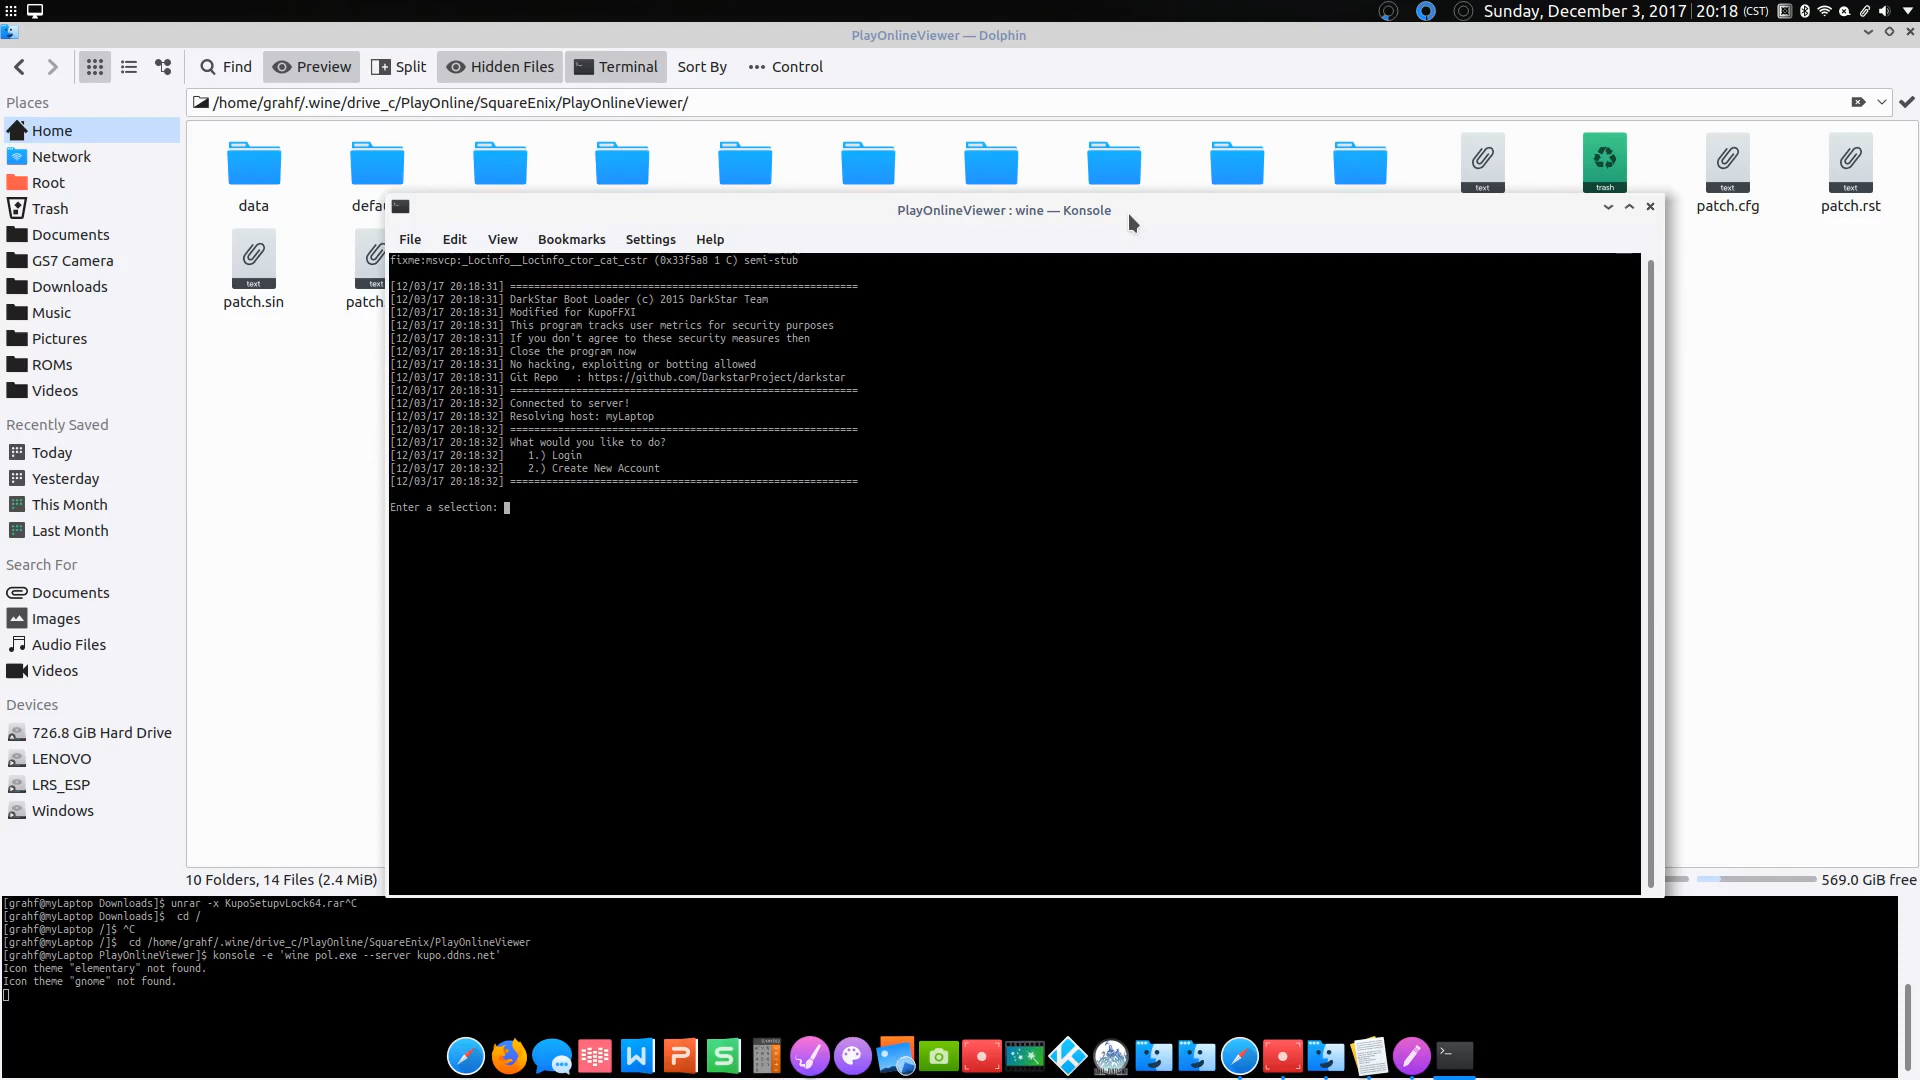 Sunday, December 3, 2017 | 20:18 (CST)
PlayOnlineViewer — Dolphin
Find
Preview
Split
Hidden Files
Terminal
Sort By
Control
Places
/home/grahf/.wine/drive_c/PlayOnline/SquareEnix/PlayOnlineViewer/
Home
Network
Root
Trash
Documents
GS7 Camera
Downloads
Music
Pictures
ROMs
Videos
Recently Saved
Today
Yesterday
This Month
Last Month
Search For
Documents
Images
Audio Files
Videos
Devices
726.8 GiB Hard Drive
LENOVO
LRS_ESP
Windows
text
trash
text
text
data
defau
patch.cfg
patch.rst
text
text
patch.sin
patch.
PlayOnlineViewer : wine — Konsole
File Edit View Bookmarks Settings Help
fixme:msvcp:_Locinfo__Locinfo_ctor_cat_cstr (0x33f5a8 1 C) semi-stub
[12/03/17 20:18:31] ==========================================================
[12/03/17 20:18:31] DarkStar Boot Loader (c) 2015 DarkStar Team
[12/03/17 20:18:31] Modified for KupoFFXI
[12/03/17 20:18:31] This program tracks user metrics for security purposes
[12/03/17 20:18:31] If you don't agree to these security measures then
[12/03/17 20:18:31] Close the program now
[12/03/17 20:18:31] No hacking, exploiting or botting allowed
[12/03/17 20:18:31] Git Repo   : https://github.com/DarkstarProject/darkstar
[12/03/17 20:18:31] ==========================================================
[12/03/17 20:18:32] Connected to server!
[12/03/17 20:18:32] Resolving host: myLaptop
[12/03/17 20:18:32] ==========================================================
[12/03/17 20:18:32] What would you like to do?
[12/03/17 20:18:32]    1.) Login
[12/03/17 20:18:32]    2.) Create New Account
[12/03/17 20:18:32] ==========================================================
Enter a selection:
10 Folders, 14 Files (2.4 MiB)
569.0 GiB free
[grahf@myLaptop Downloads]$ unrar -x KupoSetupvLock64.rar^C
[grahf@myLaptop Downloads]$  cd /
[grahf@myLaptop /]$ ^C
[grahf@myLaptop /]$  cd /home/grahf/.wine/drive_c/PlayOnline/SquareEnix/PlayOnlineViewer
[grahf@myLaptop PlayOnlineViewer]$ konsole -e 'wine pol.exe --server kupo.ddns.net'
Icon theme "elementary" not found.
Icon theme "gnome" not found.
W
P
S